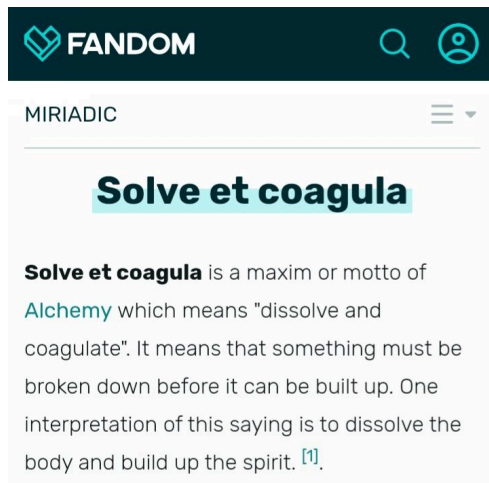 FANDOM
MIRIADIC
Solve et coagula
Solve et coagula is a maxim or motto of
Alchemy which means "dissolve and
coagulate". It means that something must be
broken down before it can be built up. One
interpretation of this saying is to dissolve the
body and build up the spirit. [1].